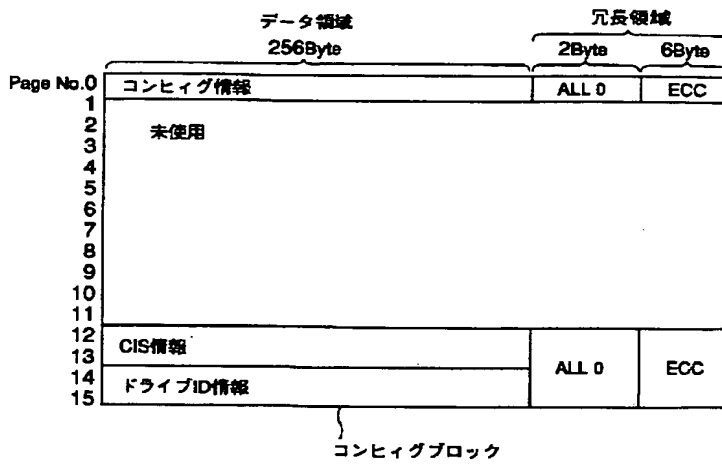 データ領域
256Byte
冗長領域
2Byte
6Byte
Page No.0
コンヒィグ情報
ALL 0
ECC
1
2
未使用
3
4
5
6
7
8
9
10
11
12
CIS情報
13
ALL 0
ECC
14
ドライブID情報
15
コンヒィグブロック